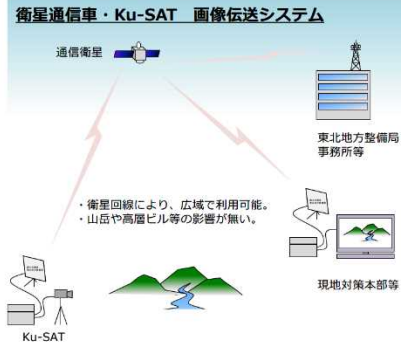 衛星通信車・Ku-SAT　画像伝送システム
通信衛星
東北地方整備局
事務所等
・衛星回線により、広域で利用可能。
・山岳や高層ビル等の影響が無い。
現地対策本部等
Ku-SAT